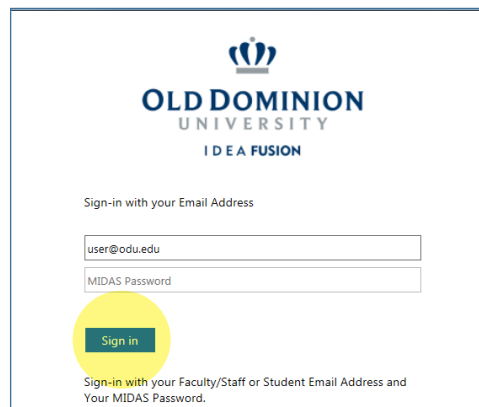 OLD DOMINION
UNIVERSITY
IDEA FUSION
Sign-in with your Email Address
user@odu.edu
MIDAS Password
Sign in
Sign-in with your Faculty/Staff or Student Email Address and
Your MIDAS Password.